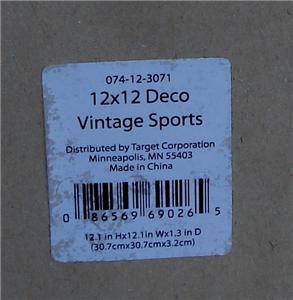 074-12-3071
12x12 Deco
Vintage Sports
Distributed by Target Corporation
Minneapolis, MN 55403
Made in China
0 86569 69026 5
12.1 in Hx12.1in Wx1.3 in D
(30.7cmx30.7cmx3.2cm)